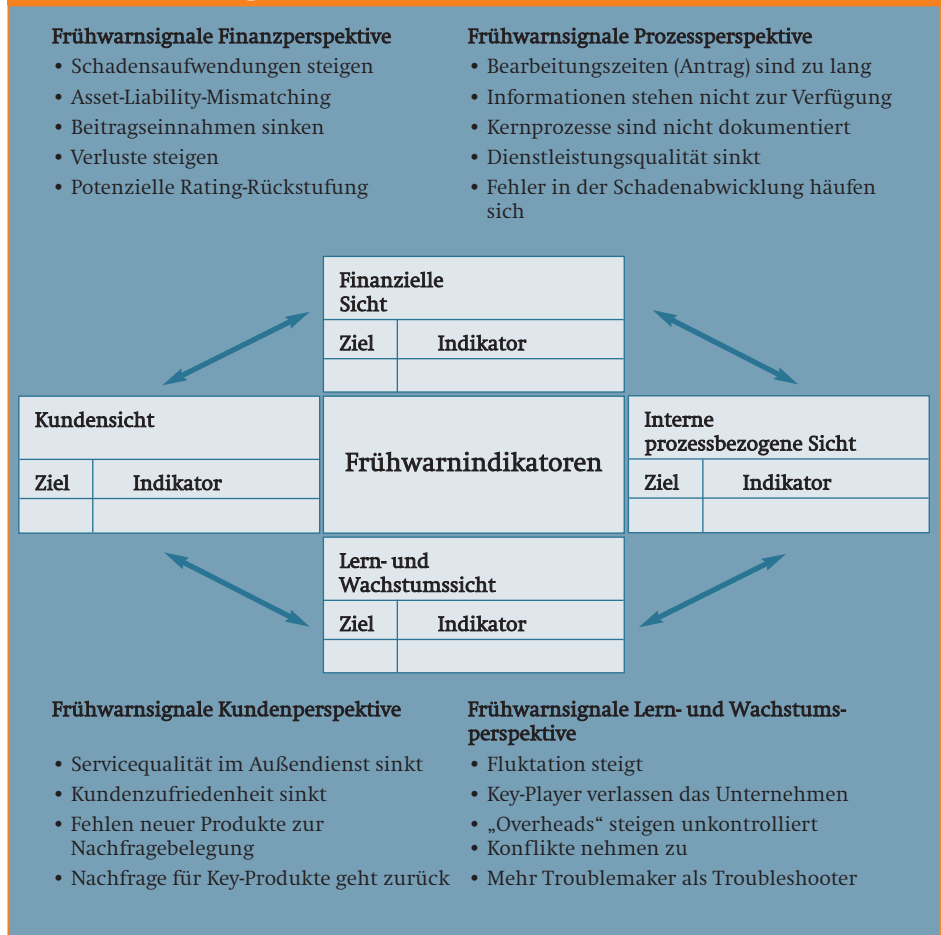 Frühwarnsignale Finanzperspektive
• Schadensaufwendungen steigen
• Asset-Liability-Mismatching
• Beitragseinnahmen sinken
• Verluste steigen
• Potenzielle Rating-Rückstufung
Frühwarnsignale Prozessperspektive
• Bearbeitungszeiten (Antrag) sind zu lang
• Informationen stehen nicht zur Verfügung
• Kernprozesse sind nicht dokumentiert
• Dienstleistungsqualität sinkt
• Fehler in der Schadenabwicklung häufen
sich
Finanzielle
Sicht
Ziel Indikator
Kundensicht
Ziel Indikator
Frühwarnindikatoren
Interne
prozessbezogene Sicht
Ziel Indikator
Lern- und
Wachstumssicht
Ziel Indikator
Frühwarnsignale Kundenperspektive
• Servicequalität im Außendienst sinkt
• Kundenzufriedenheit sinkt
• Fehlen neuer Produkte zur
Nachfragebelegung
• Nachfrage für Key-Produkte geht zurück
Frühwarnsignale Lern- und Wachstums-
perspektive
• Fluktation steigt
• Key-Player verlassen das Unternehmen
• „Overheads“ steigen unkontrolliert
• Konflikte nehmen zu
• Mehr Troublemaker als Troubleshooter